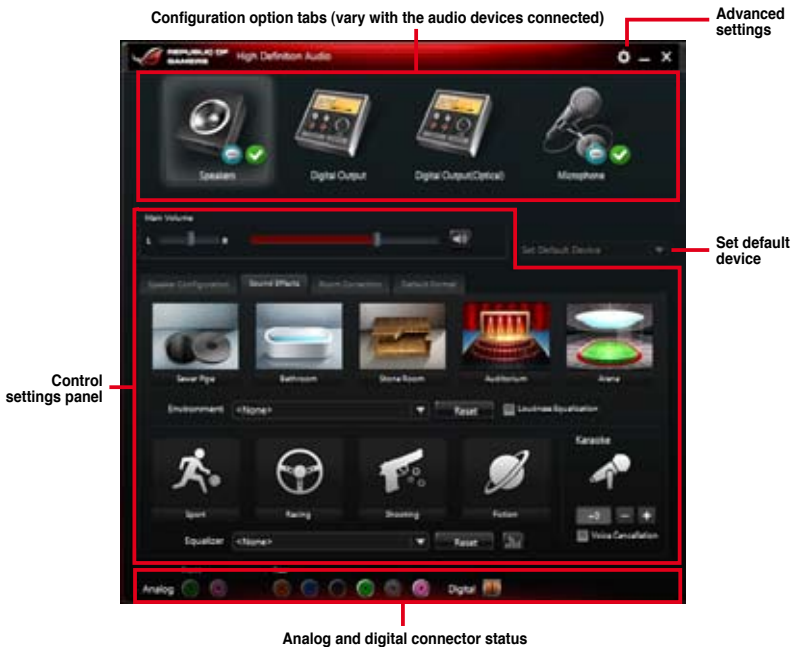 Configuration option tabs (vary with the audio devices connected)
Advanced
settings
REPUBLIC OF
GAMERS
High Definition Audio
Speakers
Digital Output
Digital Output(Optical)
Microphone
Main Volume
L
R
Set Default Device
Set default
device
Speaker Configuration
Sound Effects
Room Correction
Default Format
Sewer Pipe
Bathroom
Stone Room
Auditorium
Arena
Control
settings panel
Environment
<None>
Reset
Loudness Equalization
Karaoke
Sport
Racing
Shooting
Fiction
+0
Equalizer
<None>
Reset
Voice Cancellation
Analog
Digital
Analog and digital connector status